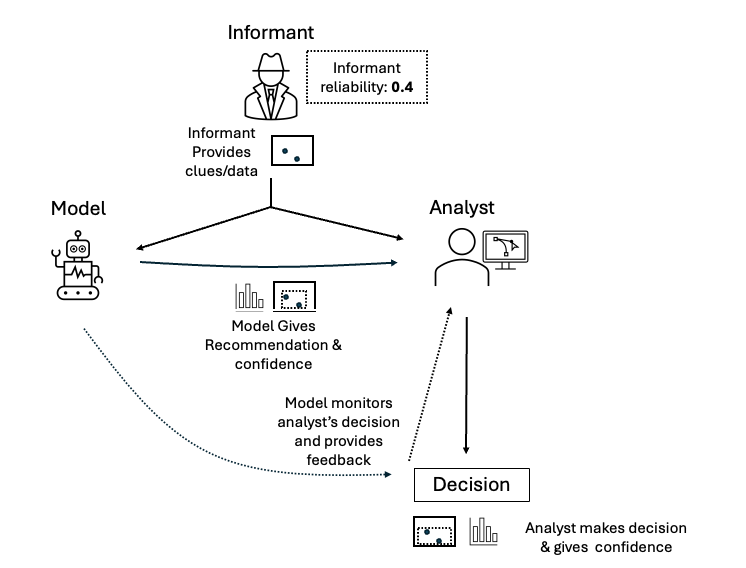 Informant
Informant
reliability: 0.4
Informant
Provides
clues/data
Model
Analyst
Model Gives
Recommendation &
confidence
Model monitors
analyst’s decision
and provides
feedback
Decision
Analyst makes decision
& gives confidence